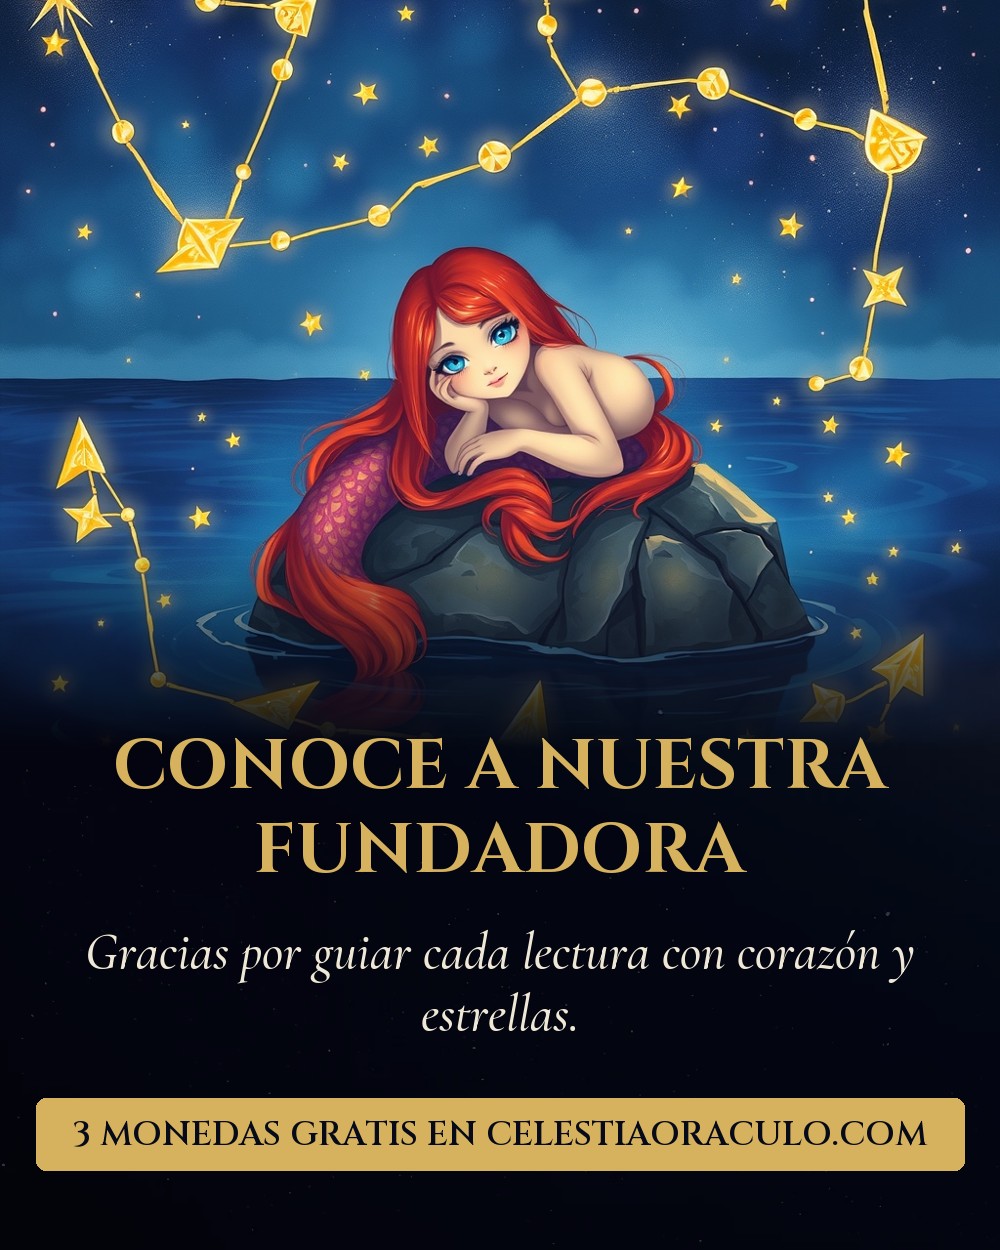 CONOCE A NUESTRA
FUNDADORA
Gracias por guiar cada lectura con corazón y
estrellas.
3 MONEDAS GRATIS EN CELESTIAORACULO.COM